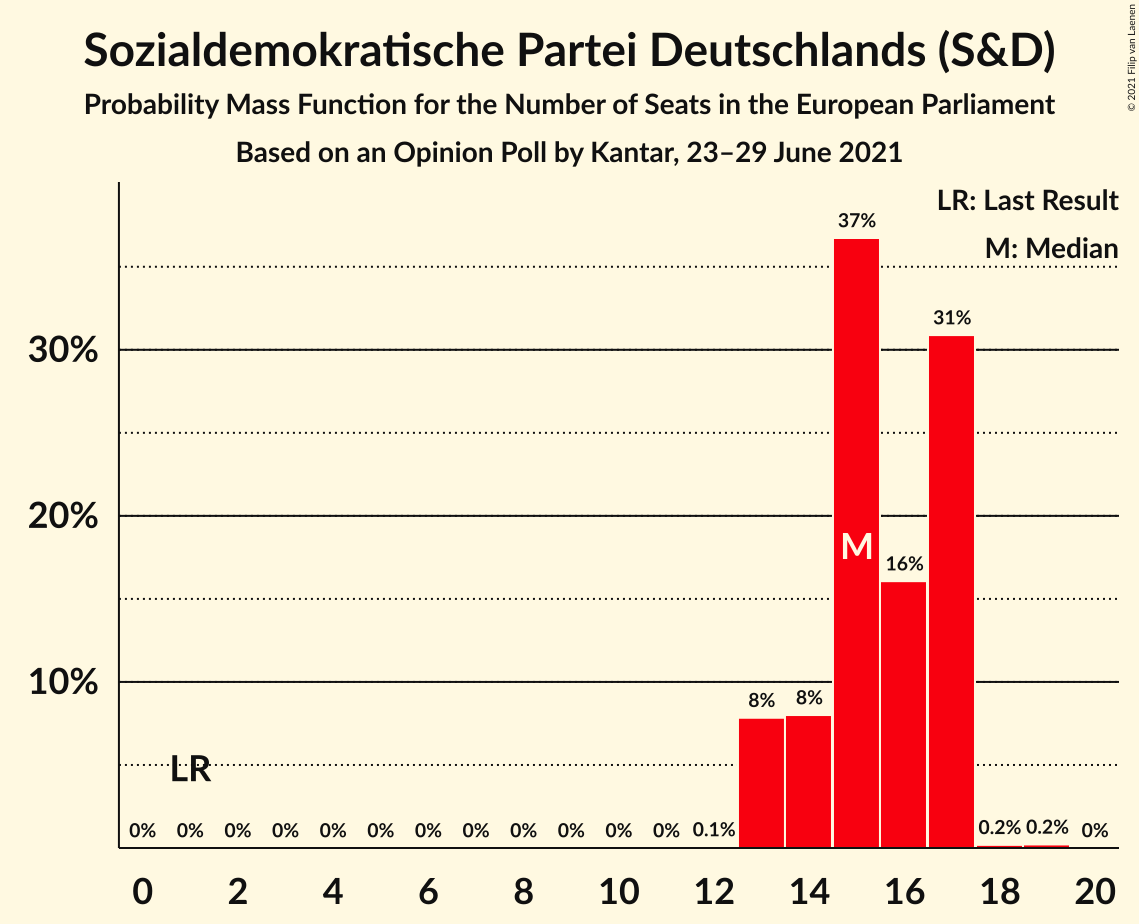 Sozialdemokratische Partei Deutschlands (S&D)
Probability Mass Function for the Number of Seats in the European Parliament
Based on an Opinion Poll by Kantar, 23–29 June 2021
© 2021 Filip van Laenen
LR: Last Result
M: Median
37%
31%
30%
20%
M
16%
10%
8% 8%
LR
0% 0% 0% 0% 0% 0% 0% 0% 0% 0% 0% 0% 0.1% 0.2% 0.2% 0%
0 2 4 6 8 10 12 14 16 18 20